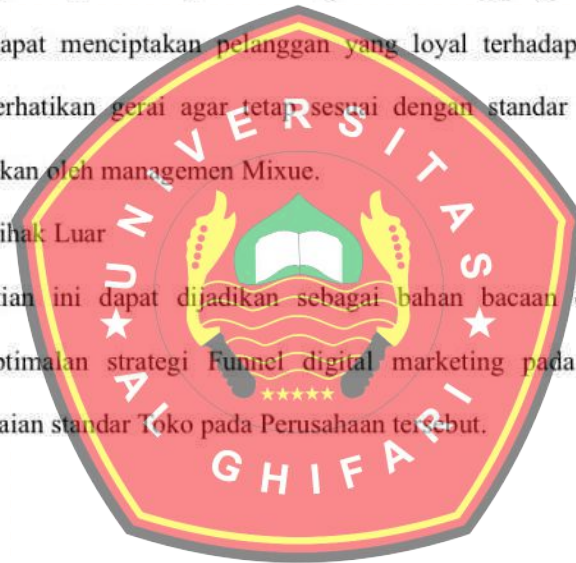 apat menciptakan pelanggan yang loyal terhadap
erhatikan gerai agar tetap sesuai dengan standar
kan oleh managemen Mixue.
ihak Luar
tian ini dapat dijadikan sebagai bahan bacaan
ptimalan strategi Funnel digital marketing pada
aian standar Toko pada Perusahaan tersebut.
UNIVERSITAS
AL GHIFARI